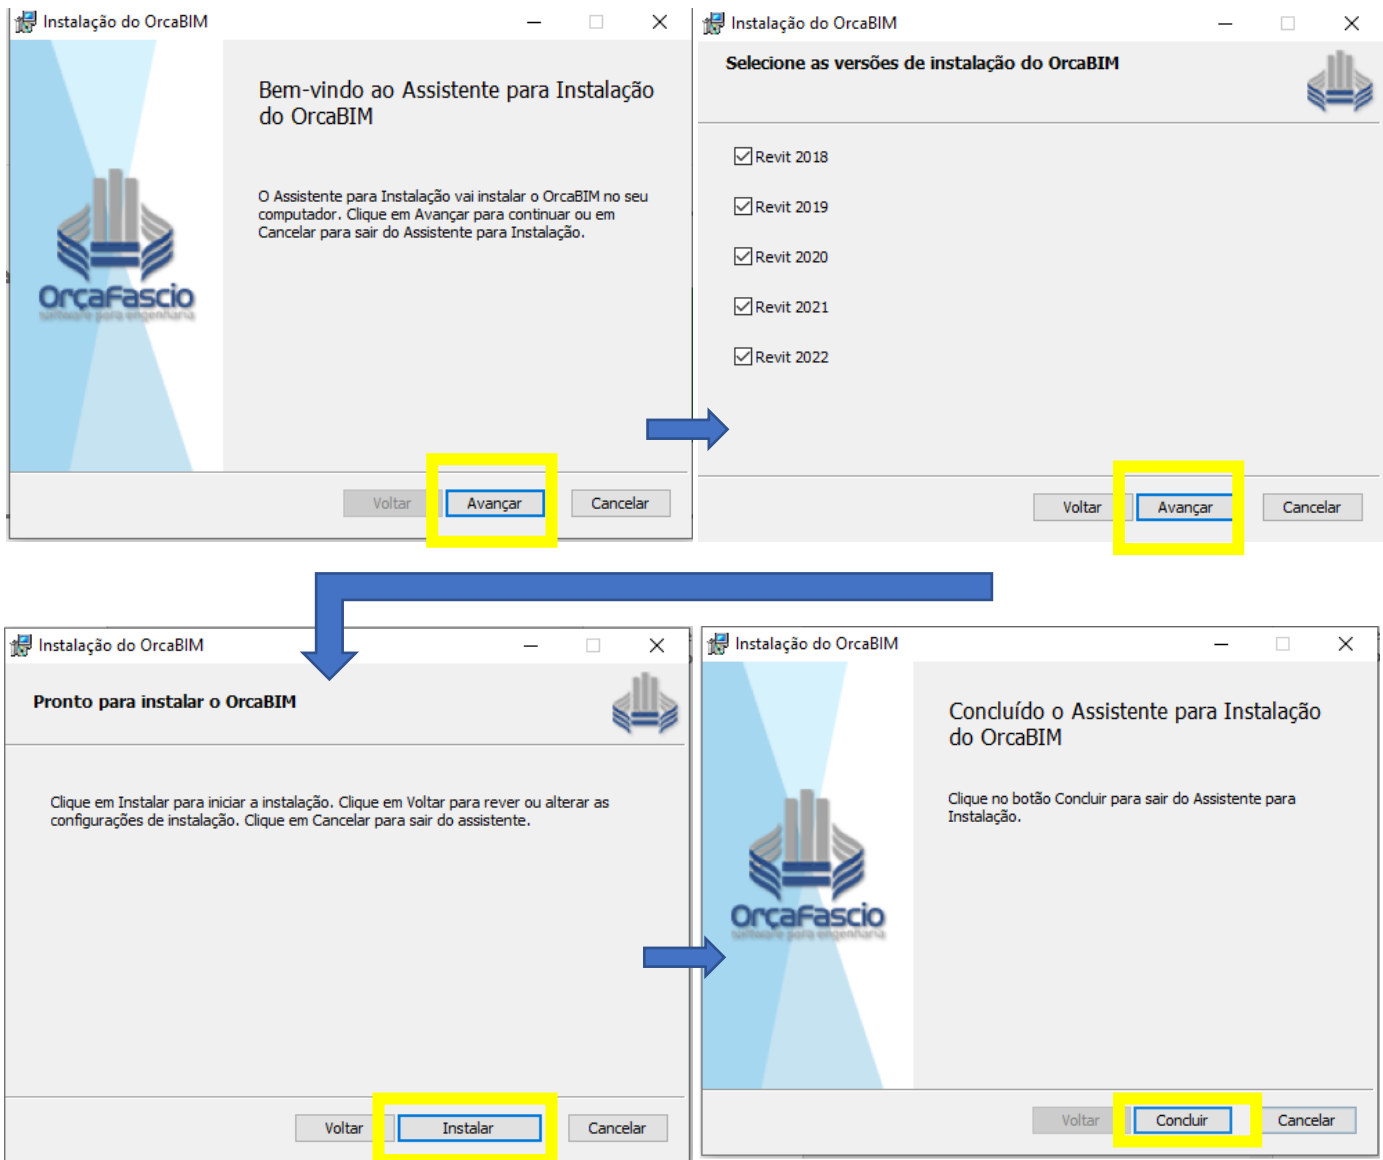 Instalação do OrcaBIM
Bem-vindo ao Assistente para Instalação
do OrcaBIM
O Assistente para Instalação vai instalar o OrcaBIM no seu
computador. Clique em Avançar para continuar ou em
Cancelar para sair do Assistente para Instalação.
OrçaFascio
software para engenharia
Voltar
Avançar
Cancelar
Instalação do OrcaBIM
Selecione as versões de instalação do OrcaBIM
Revit 2018
Revit 2019
Revit 2020
Revit 2021
Revit 2022
Voltar
Avançar
Cancelar
Instalação do OrcaBIM
Pronto para instalar o OrcaBIM
Clique em Instalar para iniciar a instalação. Clique em Voltar para rever ou alterar as
configurações de instalação. Clique em Cancelar para sair do assistente.
Voltar
Instalar
Cancelar
Instalação do OrcaBIM
Concluído o Assistente para Instalação
do OrcaBIM
Clique no botão Concluir para sair do Assistente para
Instalação.
OrçaFascio
software para engenharia
Voltar
Concluir
Cancelar